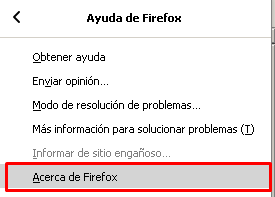 Ayuda de Firefox
Obtener ayuda
Enviar opinión...
Modo de resolución de problemas...
Más información para solucionar problemas (T)
Informar de sitio engañoso...
Acerca de Firefox